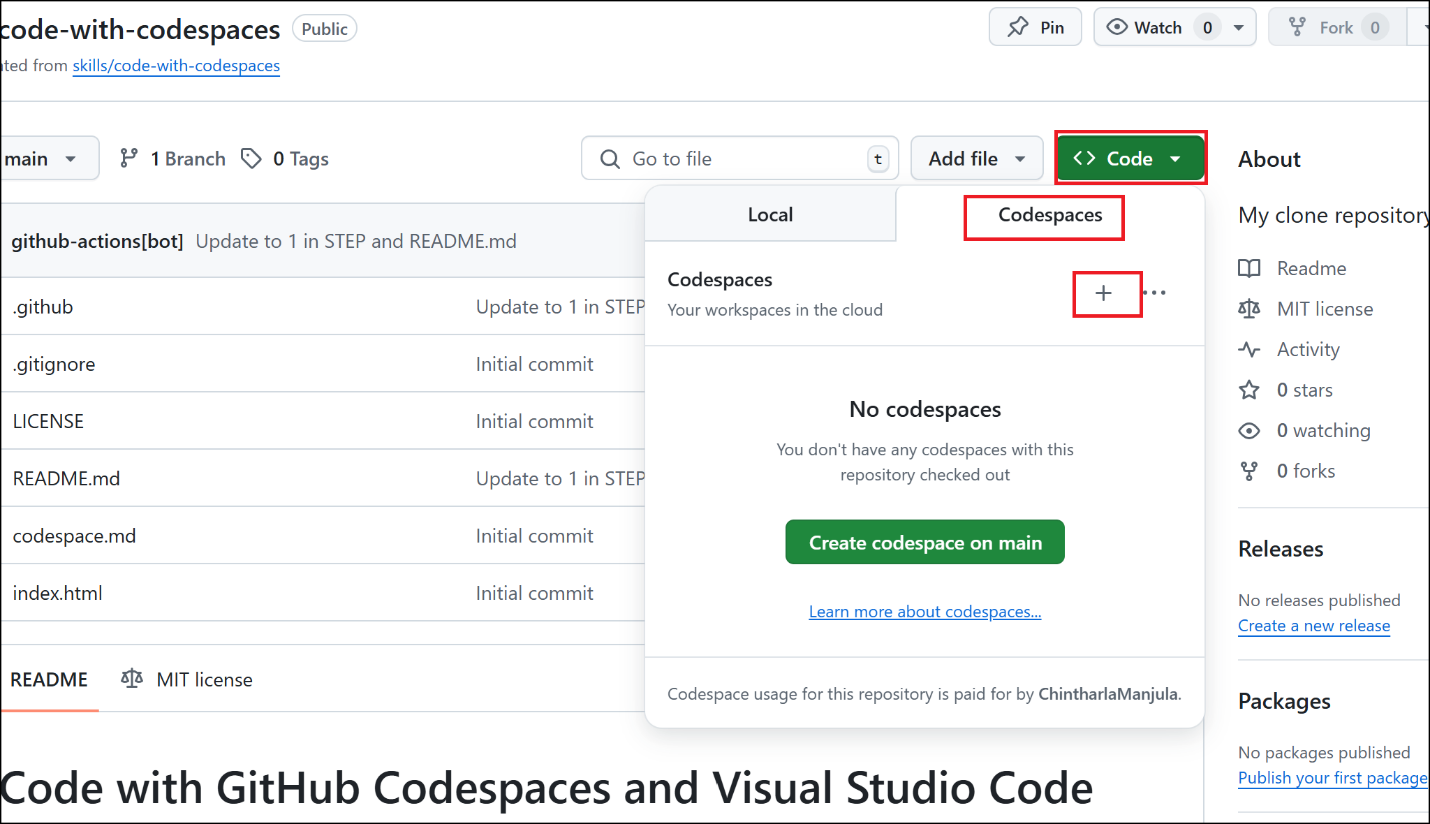 code-with-codespaces Public
Pin
Watch 0
Fork 0
ated from skills/code-with-codespaces
main
1 Branch
0 Tags
Go to file t
Add file
Code
github-actions[bot] Update to 1 in STEP and README.md
.github Update to 1 in STEP
.gitignore Initial commit
LICENSE Initial commit
README.md Update to 1 in STEP
codespace.md Initial commit
index.html Initial commit
README
MIT license
Local
Codespaces
Codespaces
Your workspaces in the cloud
No codespaces
You don't have any codespaces with this
repository checked out
Create codespace on main
Learn more about codespaces...
Codespace usage for this repository is paid for by ChintharlaManjula.
About
My clone repository
Readme
MIT license
Activity
0 stars
0 watching
0 forks
Releases
No releases published
Create a new release
Packages
No packages published
Publish your first package
Code with GitHub Codespaces and Visual Studio Code